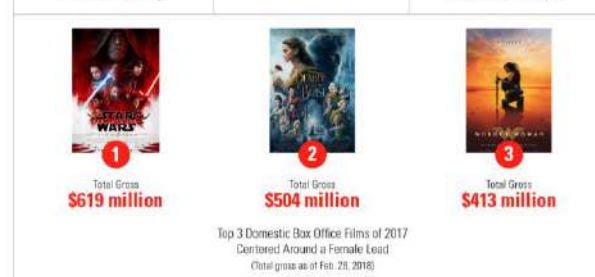 STAR
WARS
BEAUTY
BEAST
WONDER WOMAN
1
2
3
Total Gross
$619 million
Total Gross
$504 million
Total Gross
$413 million
Top 3 Domestic Box Office Films of 2017
Centered Around a Female Lead
(Total gross as of Feb. 28, 2018)